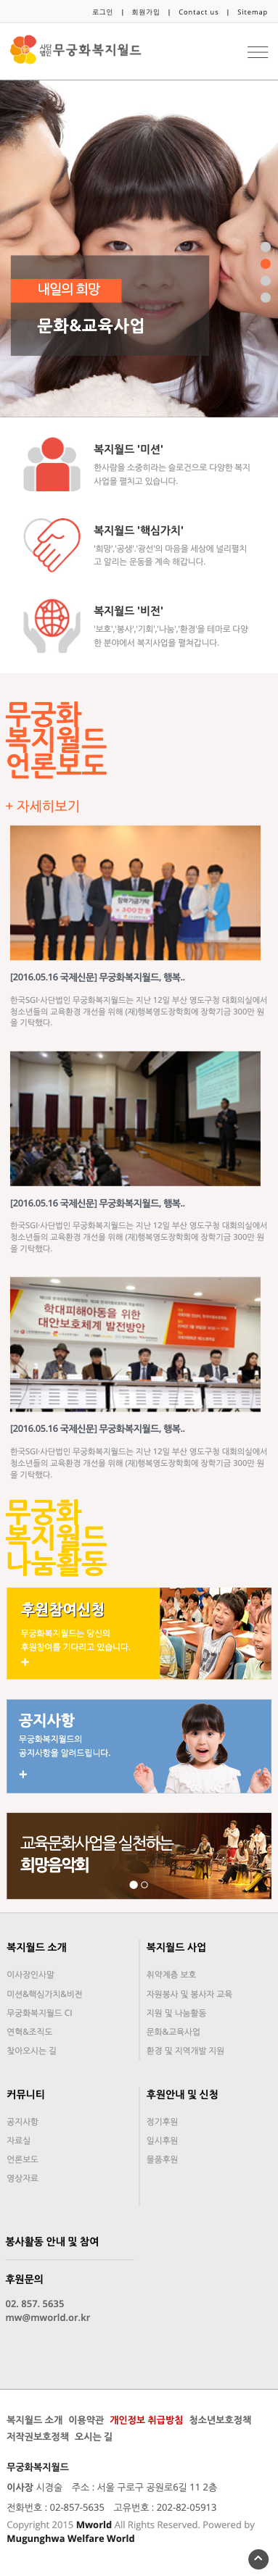 로그인 | 회원가입 | Contact us | Sitemap
사단법인 무궁화복지월드
내일의 희망
문화&교육사업
복지월드 '미션'
한사람을 소중히라는 슬로건으로 다양한 복지
사업을 펼치고 있습니다.
복지월드 '핵심가치'
'희망','공생','광선'의 마음을 세상에 널리펼치
고 알리는 운동을 계속 해갑니다.
복지월드 '비전'
'보호','봉사','기회','나눔','환경'을 테마로 다양
한 분야에서 복지사업을 펼쳐갑니다.
무궁화
복지월드
언론보도
+ 자세히보기
[2016.05.16 국제신문] 무궁화복지월드, 행복..
한국SGI·사단법인 무궁화복지월드는 지난 12일 부산 영도구청 대회의실에서
청소년들의 교육환경 개선을 위해 (재)행복영도장학회에 장학기금 300만 원
을 기탁했다.
[2016.05.16 국제신문] 무궁화복지월드, 행복..
한국SGI·사단법인 무궁화복지월드는 지난 12일 부산 영도구청 대회의실에서
청소년들의 교육환경 개선을 위해 (재)행복영도장학회에 장학기금 300만 원
을 기탁했다.
학대피해아동을 위한
대안보호체계 발전방안
[2016.05.16 국제신문] 무궁화복지월드, 행복..
한국SGI·사단법인 무궁화복지월드는 지난 12일 부산 영도구청 대회의실에서
청소년들의 교육환경 개선을 위해 (재)행복영도장학회에 장학기금 300만 원
을 기탁했다.
무궁화
복지월드
나눔활동
후원참여신청
무궁화복지월드는 당신의
후원참여를 기다리고 있습니다.
+
공지사항
무궁화복지월드의
공지사항을 알려드립니다.
+
교육문화사업을 실천하는
희망음악회
복지월드 소개
이사장인사말
미션&핵심가치&비전
무궁화복지월드 CI
연혁&조직도
찾아오시는 길
복지월드 사업
취약계층 보호
자원봉사 및 봉사자 교육
지원 및 나눔활동
문화&교육사업
환경 및 지역개발 지원
커뮤니티
공지사항
자료실
언론보도
영상자료
후원안내 및 신청
정기후원
일시후원
물품후원
봉사활동 안내 및 참여
후원문의
02. 857. 5635
mw@mworld.or.kr
복지월드 소개 이용약관 개인정보 취급방침 청소년보호정책
저작권보호정책 오시는 길
무궁화복지월드
이사장 시경술 주소 : 서울 구로구 공원로6길 11 2층
전화번호 : 02-857-5635 고유번호 : 202-82-05913
Copyright 2015 Mworld All Rights Reserved. Powered by
Mugunghwa Welfare World